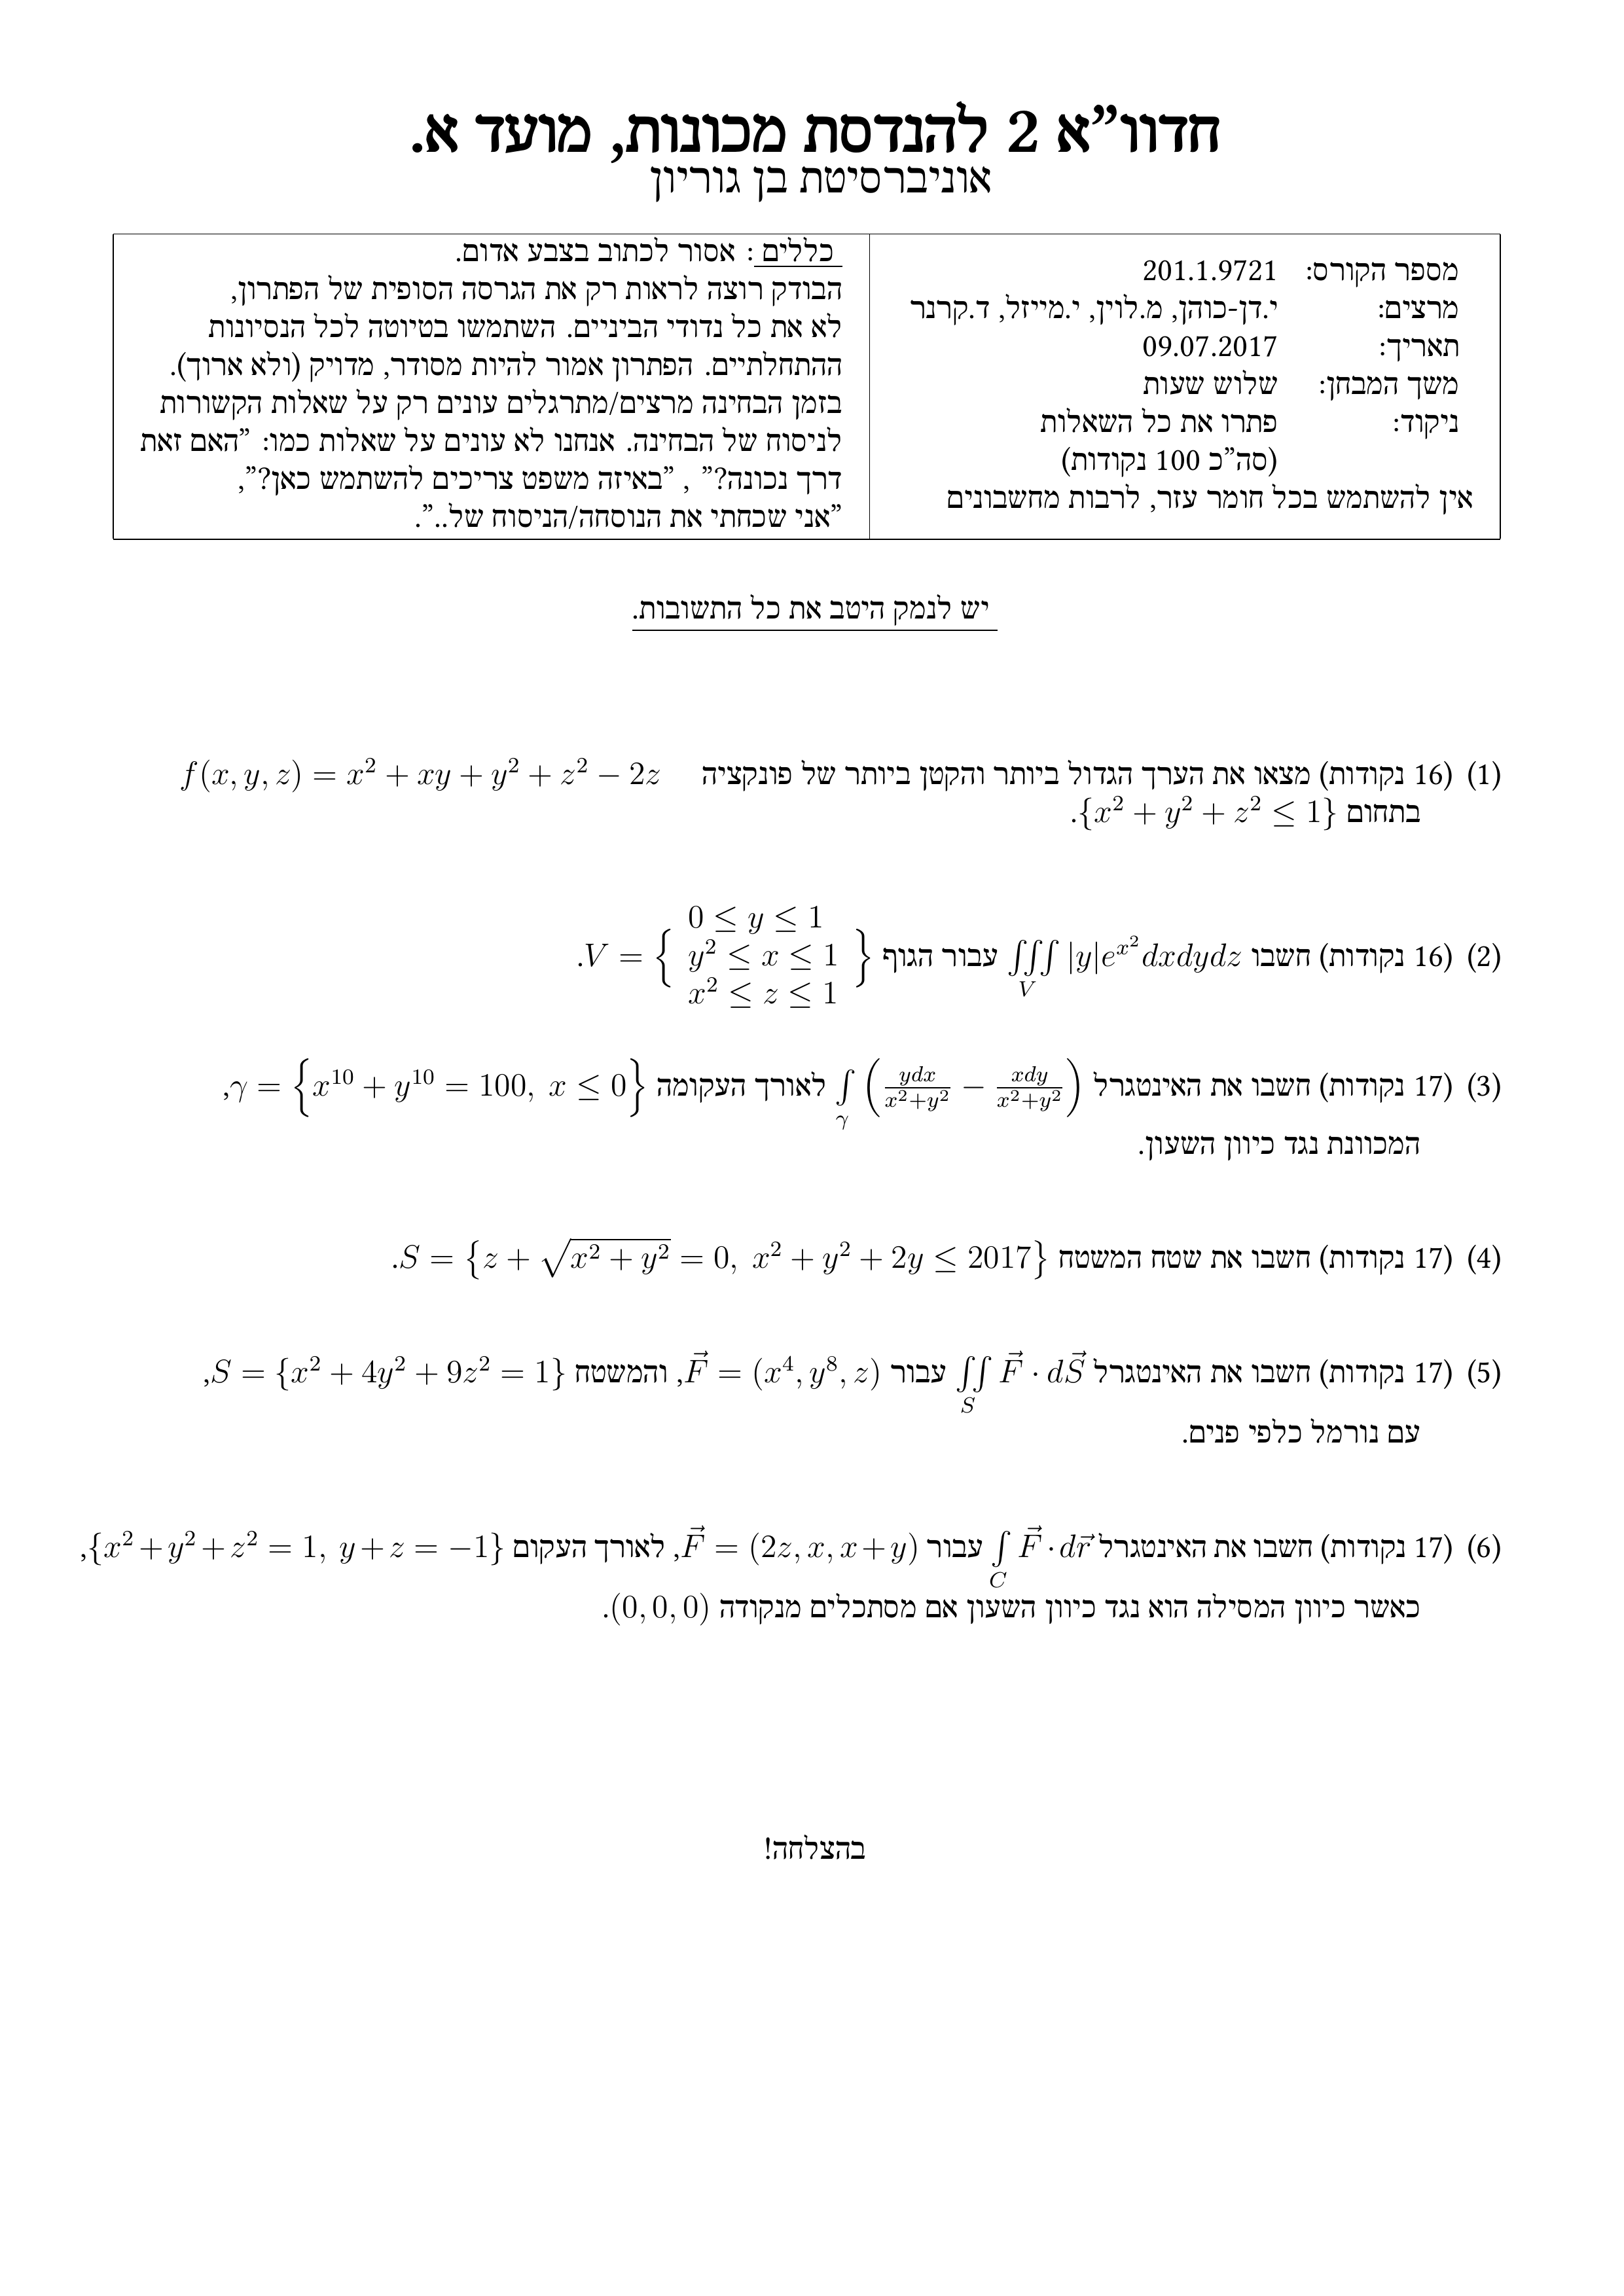 חדוו”א 2 להנדסת מכונות, מועד א.
אוניברסיטת בן גוריון
מספר הקורס: 201.1.9721
מרצים: י.דן-כוהן, מ.לוין, י.מייזל, ד.קרנר
תאריך: 09.07.2017
משך המבחן: שלוש שעות
ניקוד: פתרו את כל השאלות
(סה”כ 100 נקודות)
אין להשתמש בכל חומר עזר, לרבות מחשבונים
כללים : אסור לכתוב בצבע אדום.
הבודק רוצה לראות רק את הגרסה הסופית של הפתרון,
לא את כל נדודי הביניים. השתמשו בטיוטה לכל הנסיונות
ההתחלתיים. הפתרון אמור להיות מסודר, מדויק (ולא ארוך).
בזמן הבחינה מרצים/מתרגלים עונים רק על שאלות הקשורות
לניסוח של הבחינה. אנחנו לא עונים על שאלות כמו: ”האם זאת
דרך נכונה?” , ”באיזה משפט צריכים להשתמש כאן?”,
”אני שכחתי את הנוסחה/הניסוח של..”.
יש לנמק היטב את כל התשובות.
(1) (16 נקודות) מצאו את הערך הגדול ביותר והקטן ביותר של פונקציה $f(x, y, z) = x^2 + xy + y^2 + z^2 - 2z$
בתחום $\{x^2 + y^2 + z^2 \leq 1\}$.
(2) (16 נקודות) חשבו $\iiint\limits_V |y|e^{x^2} dxdydz$ עבור הגוף $V = \left\{ \begin{array}{l} 0 \leq y \leq 1 \\ y^2 \leq x \leq 1 \\ x^2 \leq z \leq 1 \end{array} \right\}$.
(3) (17 נקודות) חשבו את האינטגרל $\int\limits_\gamma \left( \frac{ydx}{x^2+y^2} - \frac{xdy}{x^2+y^2} \right)$ לאורך העקומה $\gamma = \left\{ x^{10} + y^{10} = 100, \ x \leq 0 \right\}$,
המכוונת נגד כיוון השעון.
(4) (17 נקודות) חשבו את שטח המשטח $S = \{z + \sqrt{x^2 + y^2} = 0, \ x^2 + y^2 + 2y \leq 2017\}$.
(5) (17 נקודות) חשבו את האינטגרל $\iint\limits_S \vec{F} \cdot d\vec{S}$ עבור $\vec{F} = (x^4, y^8, z)$, והמשטח $S = \{x^2 + 4y^2 + 9z^2 = 1\}$,
עם נורמל כלפי פנים.
(6) (17 נקודות) חשבו את האינטגרל $\int\limits_C \vec{F} \cdot d\vec{r}$ עבור $\vec{F} = (2z, x, x+y)$, לאורך העקום $\{x^2 + y^2 + z^2 = 1, \ y + z = -1\}$,
כאשר כיוון המסילה הוא נגד כיוון השעון אם מסתכלים מנקודה $(0, 0, 0)$.
בהצלחה!